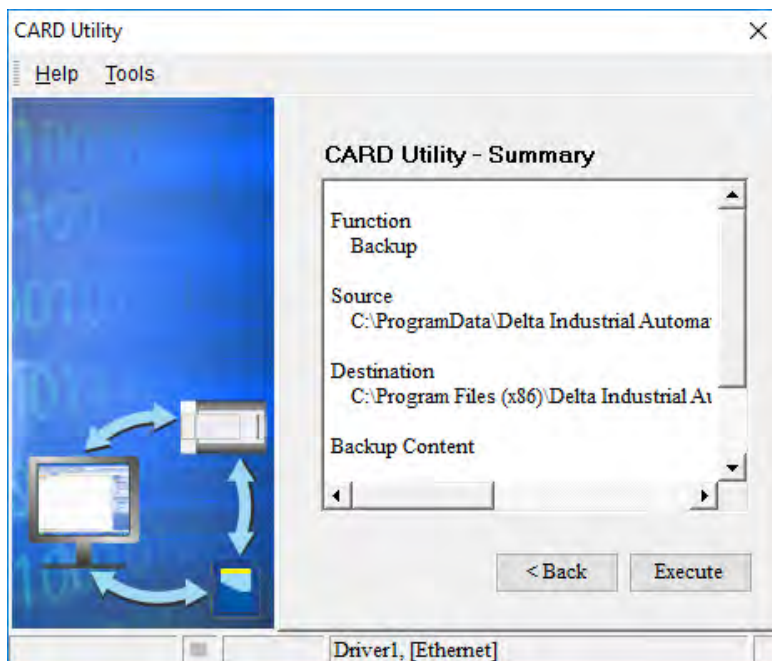 CARD Utility
Help Tools
CARD Utility - Summary
Function
Backup
Source
C:\ProgramData\Delta Industrial Automa
Destination
C:\Program Files (x86)\Delta Industrial Au
Backup Content
< Back Execute
Driver1, [Ethernet]